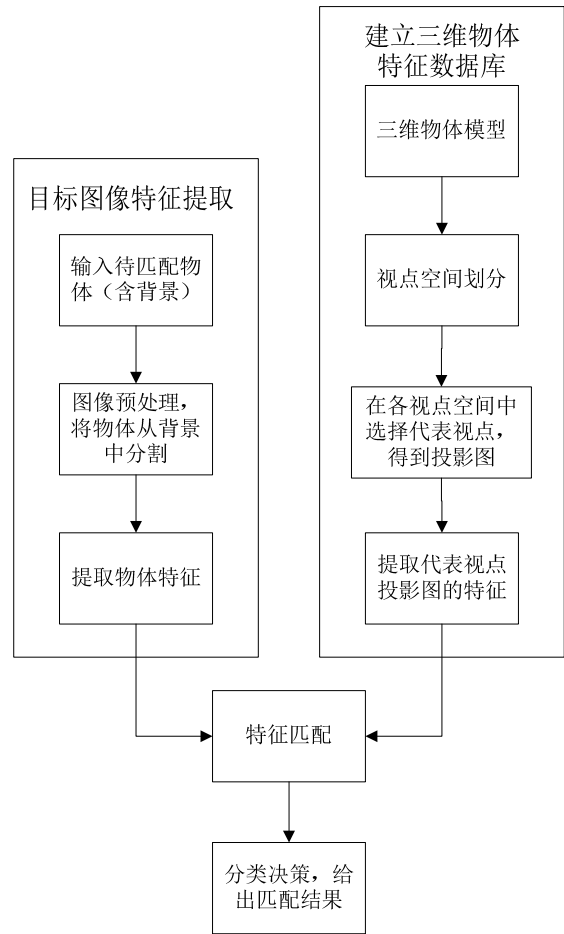 建立三维物体
特征数据库
三维物体模型
视点空间划分
在各视点空间中
选择代表视点，
得到投影图
提取代表视点
投影图的特征
目标图像特征提取
输入待匹配物
体（含背景）
图像预处理，
将物体从背景
中分割
提取物体特征
特征匹配
分类决策，给
出匹配结果